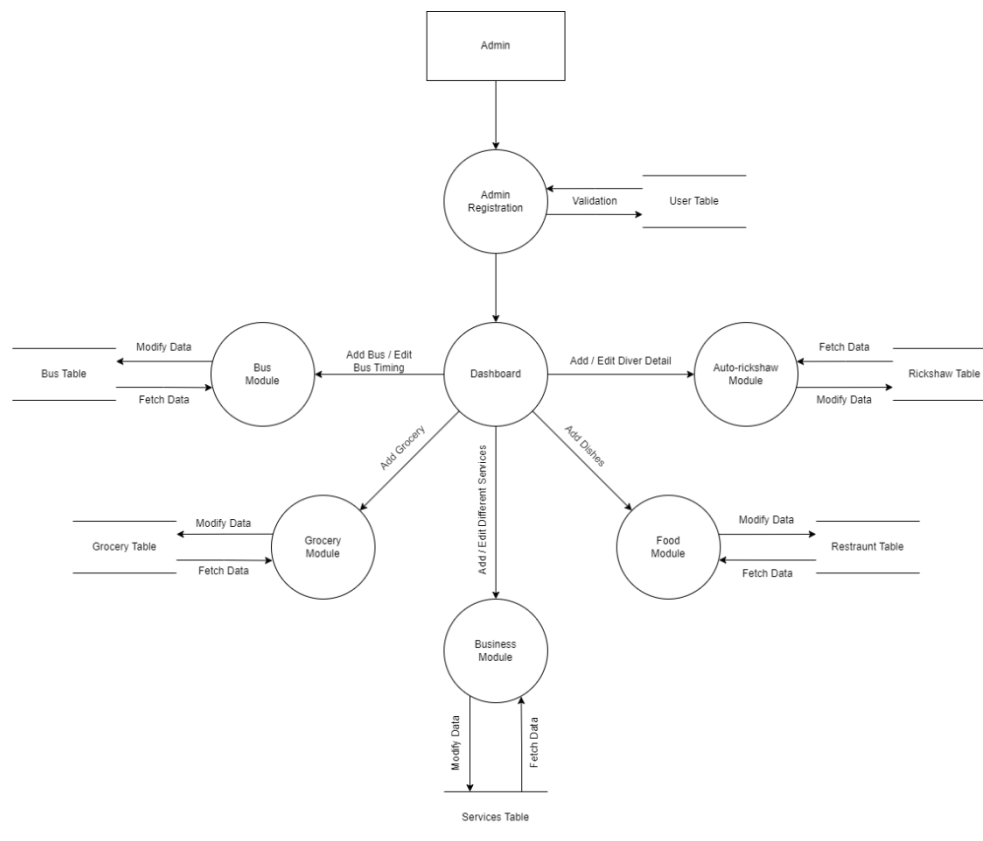 Admin
Admin
Registration
Validation
User Table
Modify Data
Bus Table
Fetch Data
Bus
Module
Add Bus / Edit
Bus Timing
Dashboard
Add / Edit Diver Detail
Auto-rickshaw
Module
Fetch Data
Rickshaw Table
Modify Data
Add Grocery
Add / Edit Different Services
Add Dishes
Modify Data
Grocery Table
Fetch Data
Grocery
Module
Food
Module
Modify Data
Restraunt Table
Fetch Data
Business
Module
Modify Data
Fetch Data
Services Table